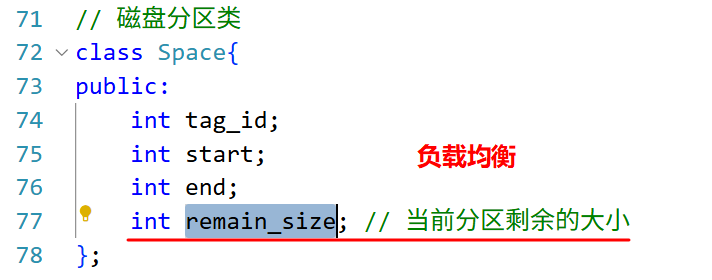 71 // 磁盘分区类
72 class Space{
73 public:
74 int tag_id;
75 int start; 负载均衡
76 int end;
77 int remain_size; // 当前分区剩余的大小
78 };